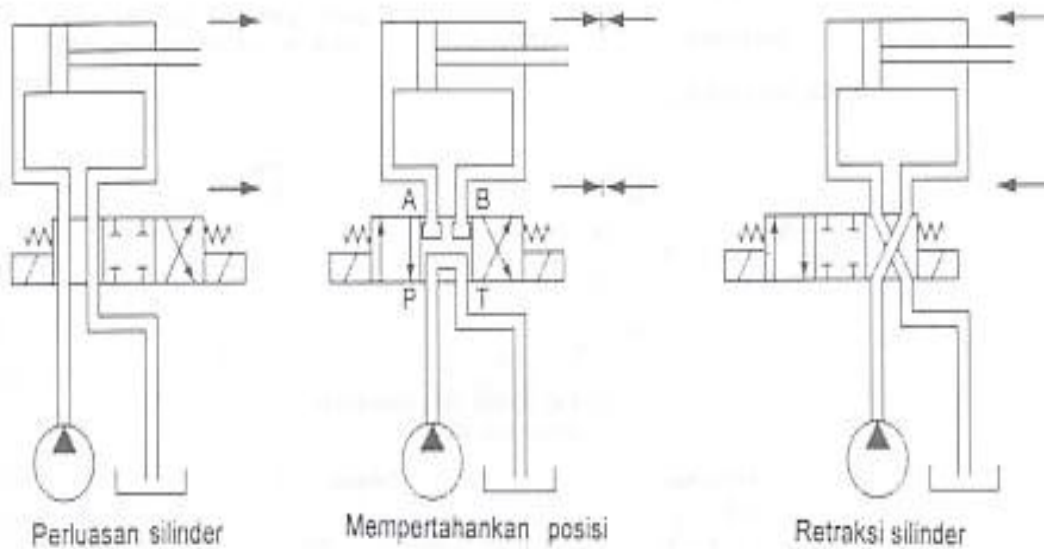 A B
P T
Perluasan silinder
Mempertahankan posisi
Retraksi silinder